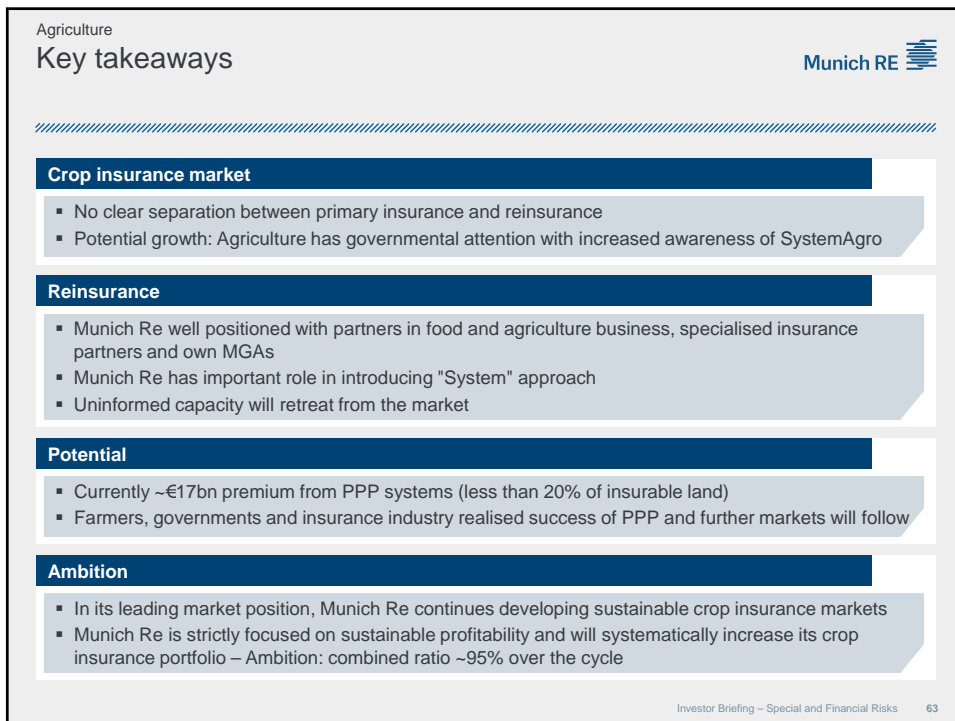 Agriculture
Key takeaways
Munich RE
Crop insurance market
▪ No clear separation between primary insurance and reinsurance
▪ Potential growth: Agriculture has governmental attention with increased awareness of SystemAgro
Reinsurance
▪ Munich Re well positioned with partners in food and agriculture business, specialised insurance
partners and own MGAs
▪ Munich Re has important role in introducing "System" approach
▪ Uninformed capacity will retreat from the market
Potential
▪ Currently ~€17bn premium from PPP systems (less than 20% of insurable land)
▪ Farmers, governments and insurance industry realised success of PPP and further markets will follow
Ambition
▪ In its leading market position, Munich Re continues developing sustainable crop insurance markets
▪ Munich Re is strictly focused on sustainable profitability and will systematically increase its crop
insurance portfolio – Ambition: combined ratio ~95% over the cycle
Investor Briefing – Special and Financial Risks 63